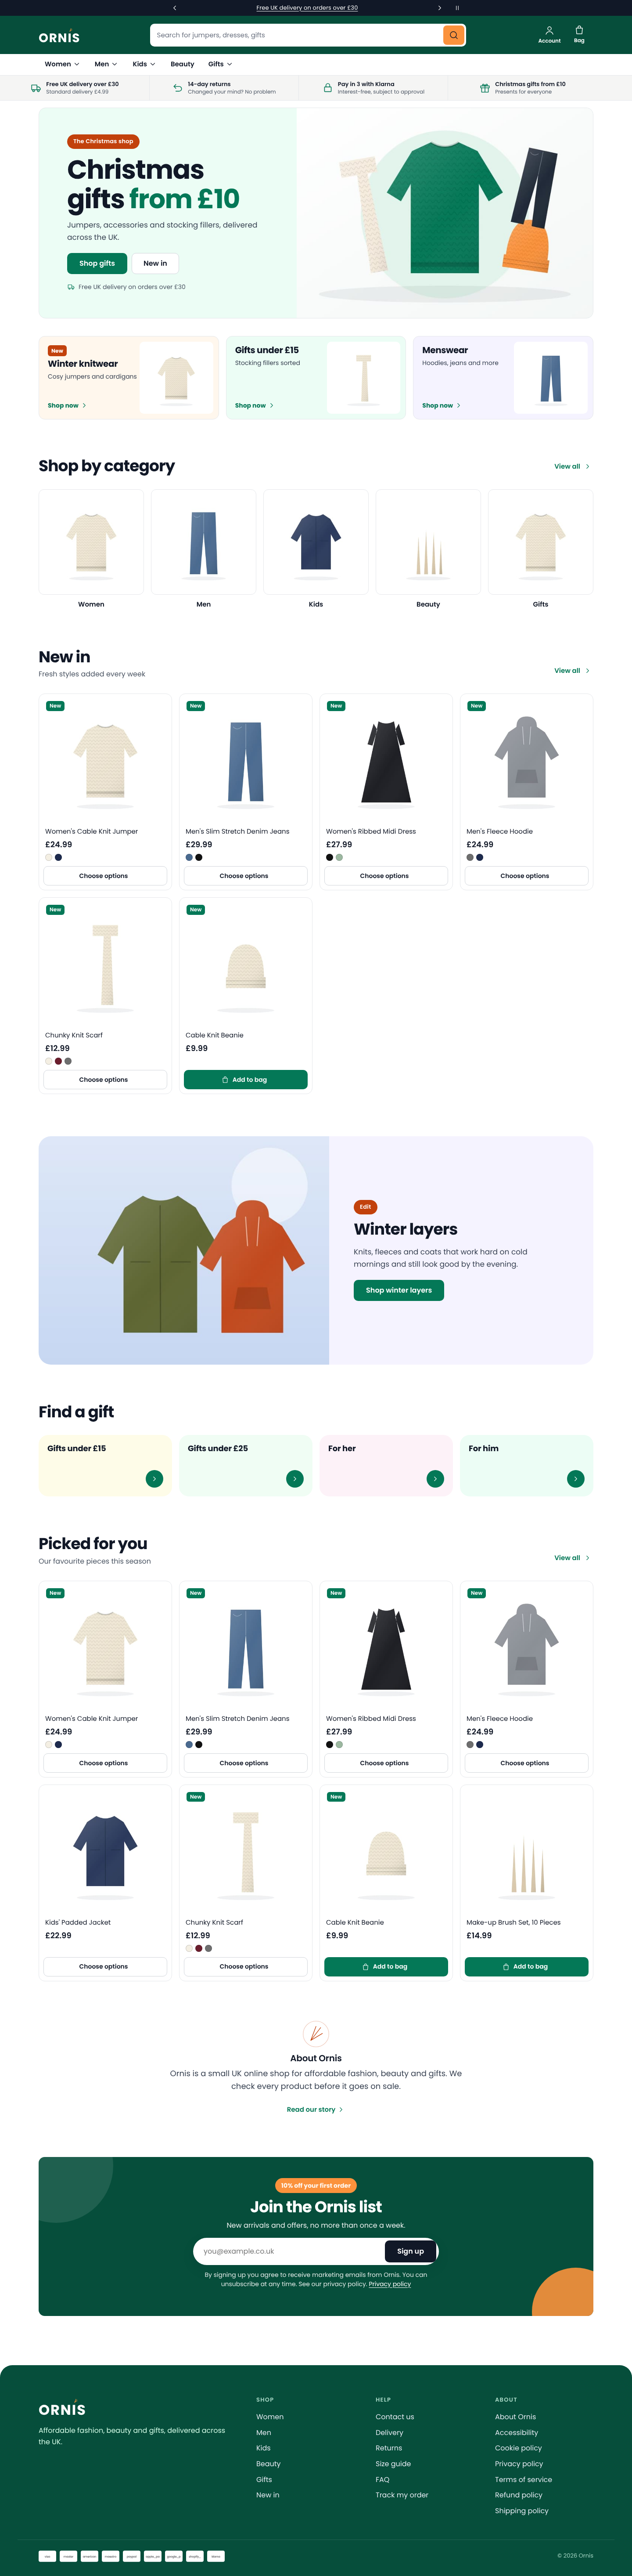 Free UK delivery on orders over £30
ORNIS
Search for jumpers, dresses, gifts
Account
Bag
Women
Men
Kids
Beauty
Gifts
Free UK delivery over £30
Standard delivery £4.99
14-day returns
Changed your mind? No problem
Pay in 3 with Klarna
Interest-free, subject to approval
Christmas gifts from £10
Presents for everyone
The Christmas shop
Christmas
gifts from £10
Jumpers, accessories and stocking fillers, delivered
across the UK.
Shop gifts
New in
Free UK delivery on orders over £30
New
Winter knitwear
Cosy jumpers and cardigans
Shop now
Gifts under £15
Stocking fillers sorted
Shop now
Menswear
Hoodies, jeans and more
Shop now
Shop by category
View all
Women
Men
Kids
Beauty
Gifts
New in
Fresh styles added every week
View all
New
Women's Cable Knit Jumper
£24.99
Choose options
New
Men's Slim Stretch Denim Jeans
£29.99
Choose options
New
Women's Ribbed Midi Dress
£27.99
Choose options
New
Men's Fleece Hoodie
£24.99
Choose options
New
Chunky Knit Scarf
£12.99
Choose options
New
Cable Knit Beanie
£9.99
Add to bag
Edit
Winter layers
Knits, fleeces and coats that work hard on cold
mornings and still look good by the evening.
Shop winter layers
Find a gift
Gifts under £15
Gifts under £25
For her
For him
Picked for you
Our favourite pieces this season
View all
New
Women's Cable Knit Jumper
£24.99
Choose options
New
Men's Slim Stretch Denim Jeans
£29.99
Choose options
New
Women's Ribbed Midi Dress
£27.99
Choose options
New
Men's Fleece Hoodie
£24.99
Choose options
Kids' Padded Jacket
£22.99
Choose options
New
Chunky Knit Scarf
£12.99
Choose options
New
Cable Knit Beanie
£9.99
Add to bag
Make-up Brush Set, 10 Pieces
£14.99
Add to bag
About Ornis
Ornis is a small UK online shop for affordable fashion, beauty and gifts. We
check every product before it goes on sale.
Read our story
10% off your first order
Join the Ornis list
New arrivals and offers, no more than once a week.
you@example.co.uk
Sign up
By signing up you agree to receive marketing emails from Ornis. You can
unsubscribe at any time. See our privacy policy. Privacy policy
ORNIS
Affordable fashion, beauty and gifts, delivered across
the UK.
SHOP
Women
Men
Kids
Beauty
Gifts
New in
HELP
Contact us
Delivery
Returns
Size guide
FAQ
Track my order
ABOUT
About Ornis
Accessibility
Cookie policy
Privacy policy
Terms of service
Refund policy
Shipping policy
© 2026 Ornis